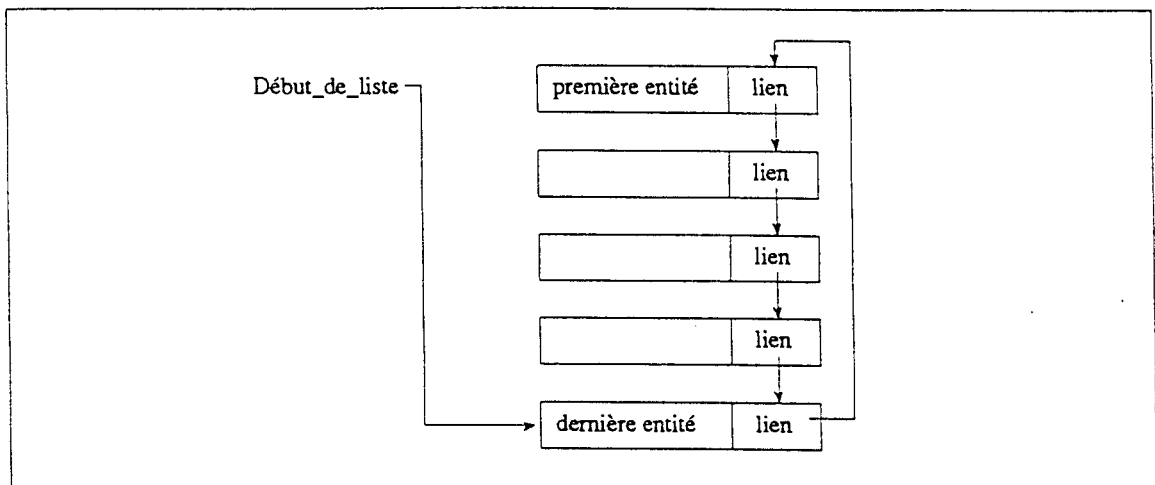 Début_de_liste
première entité lien
lien
lien
lien
dernière entité lien